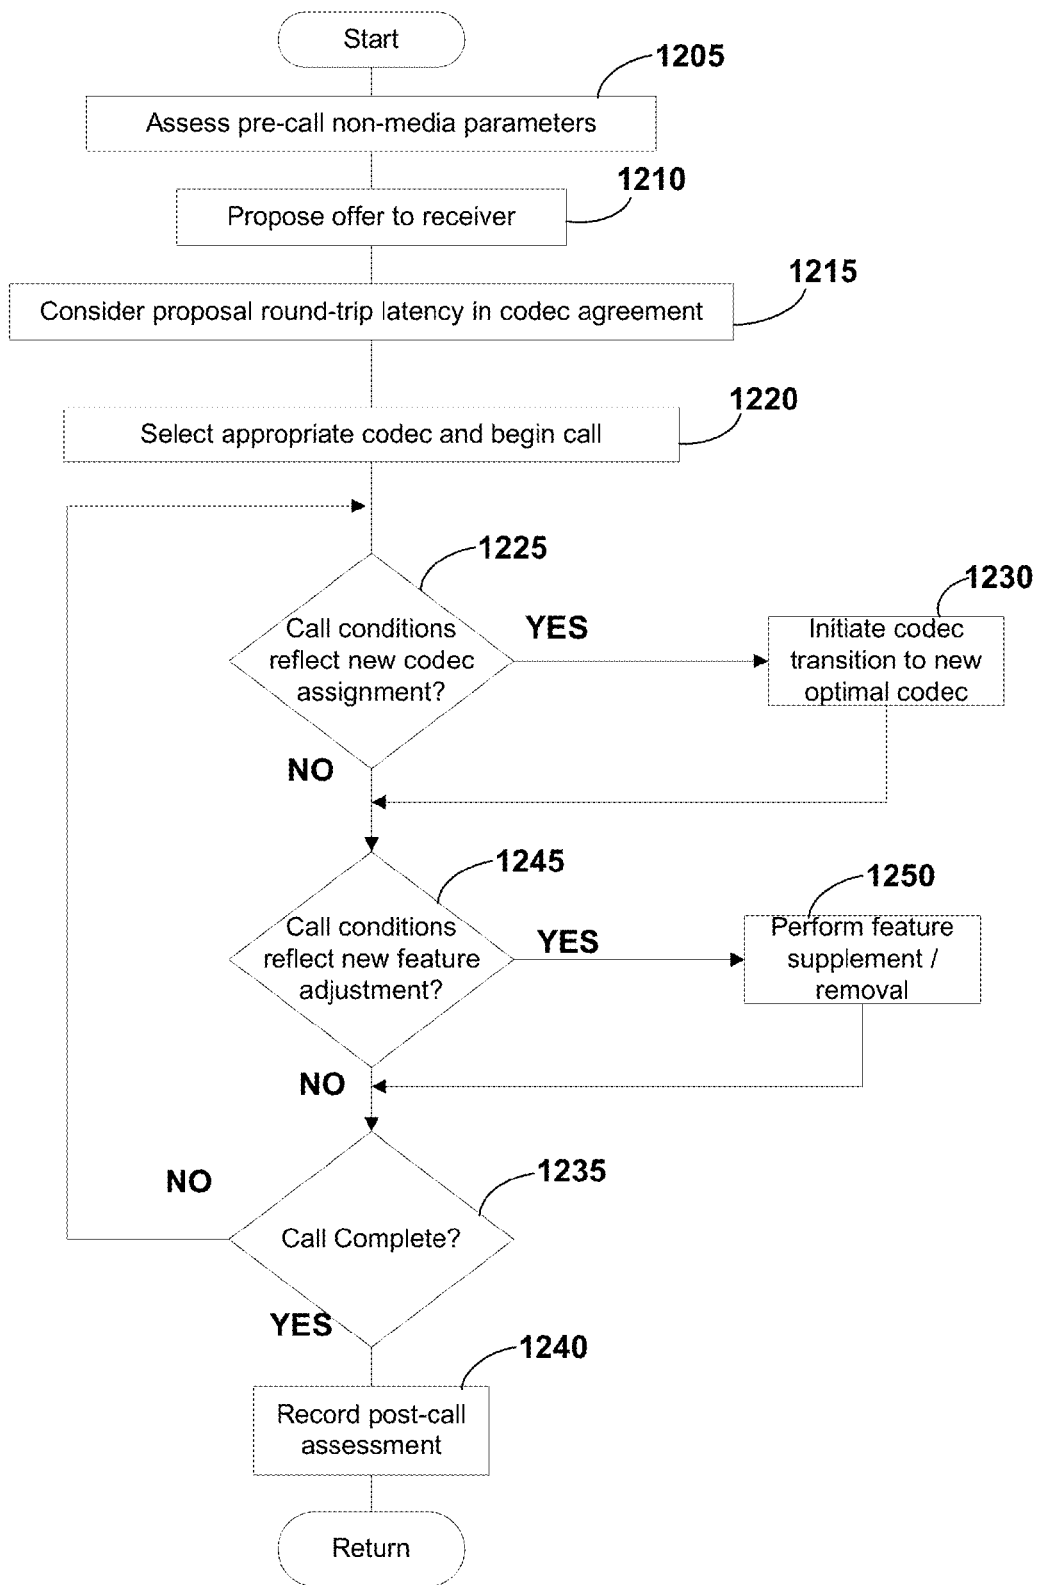 Start
1205
Assess pre-call non-media parameters
1210
Propose offer to receiver
1215
Consider proposal round-trip latency in codec agreement
1220
Select appropriate codec and begin call
1225
Call conditions
reflect new codec
assignment?
YES
1230
Initiate codec
transition to new
optimal codec
NO
1245
Call conditions
reflect new feature
adjustment?
YES
1250
Perform feature
supplement /
removal
NO
1235
Call Complete?
NO
YES
1240
Record post-call
assessment
Return